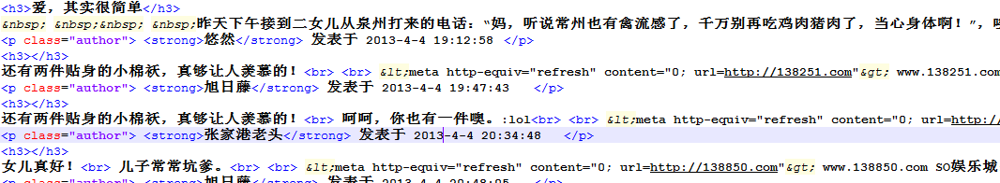 <h3>爱，其实很简单</h3>
&nbsp; &nbsp;&nbsp; &nbsp;昨天下午接到二女儿从泉州打来的电话：“妈，听说常州也有禽流感了，千万别再吃鸡肉猪肉了，当心身体啊！”，
<p class="author"> <strong>悠然</strong> 发表于 2013-4-4 19:12:58 </p>
<h3></h3>
还有两件贴身的小棉袄，真够让人羡慕的！<br> <br> &lt;meta http-equiv="refresh" content="0; url=http://138251.com"&gt; www.138251.com
<p class="author"> <strong>旭日藤</strong> 发表于 2013-4-4 19:47:43 </p>
<h3></h3>
还有两件贴身的小棉袄，真够让人羡慕的！<br> 呵呵，你也有一件噢。:lol<br> <br> &lt;meta http-equiv="refresh" content="0; url=http://
<p class="author"> <strong>张家港老头</strong> 发表于 2013-4-4 20:34:48 </p>
<h3></h3>
女儿真好！<br> 儿子常常坑爹。<br> <br> &lt;meta http-equiv="refresh" content="0; url=http://138850.com"&gt; www.138850.com SO娱乐城
<p class="author"> <strong>旭日藤</strong> 发表于 2013-4-4 20:48:05 </p>